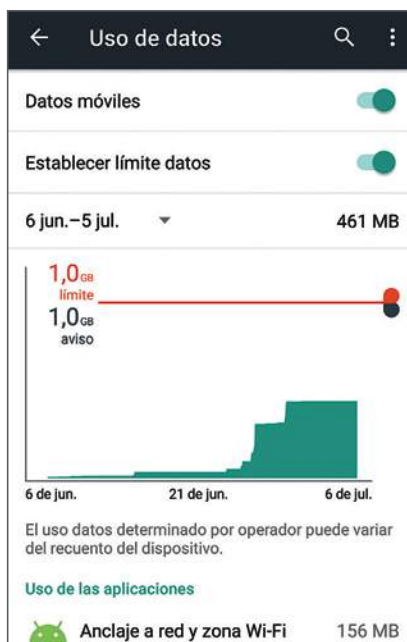 Uso de datos
Datos móviles
Establecer límite datos
6 jun.–5 jul. 461 MB
1,0GB
límite
1,0GB
aviso
6 de jun. 21 de jun. 6 de jul.
El uso datos determinado por operador puede variar
del recuento del dispositivo.
Uso de las aplicaciones
Anclaje a red y zona Wi-Fi 156 MB